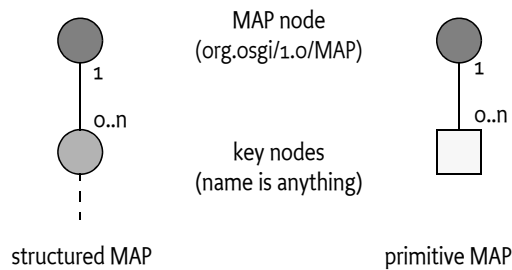 MAP node
(org.osgi/1.0/MAP)
1
1
0..n
0..n
key nodes
(name is anything)
structured MAP
primitive MAP